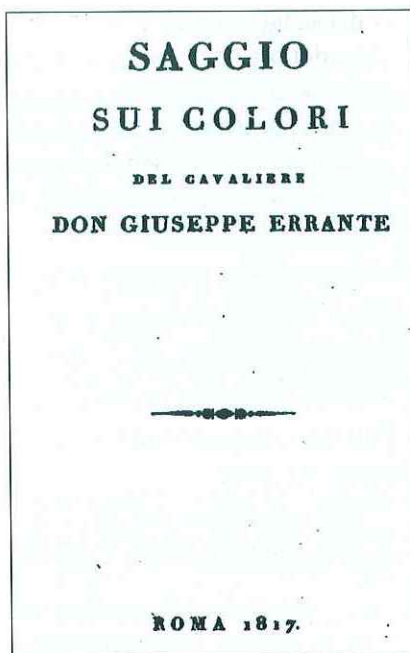 SAGGIO
SUI COLORI
DEL CAVALIERE
DON GIUSEPPE ERRANTE
ROMA 1817.